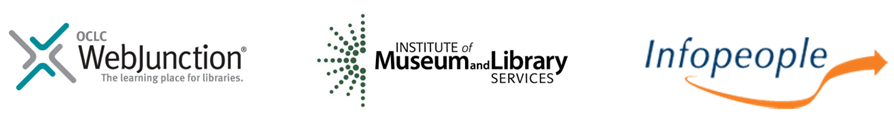 OCLC
WebJunction®
The learning place for libraries.
INSTITUTE of
Museum and Library
SERVICES
Infopeople